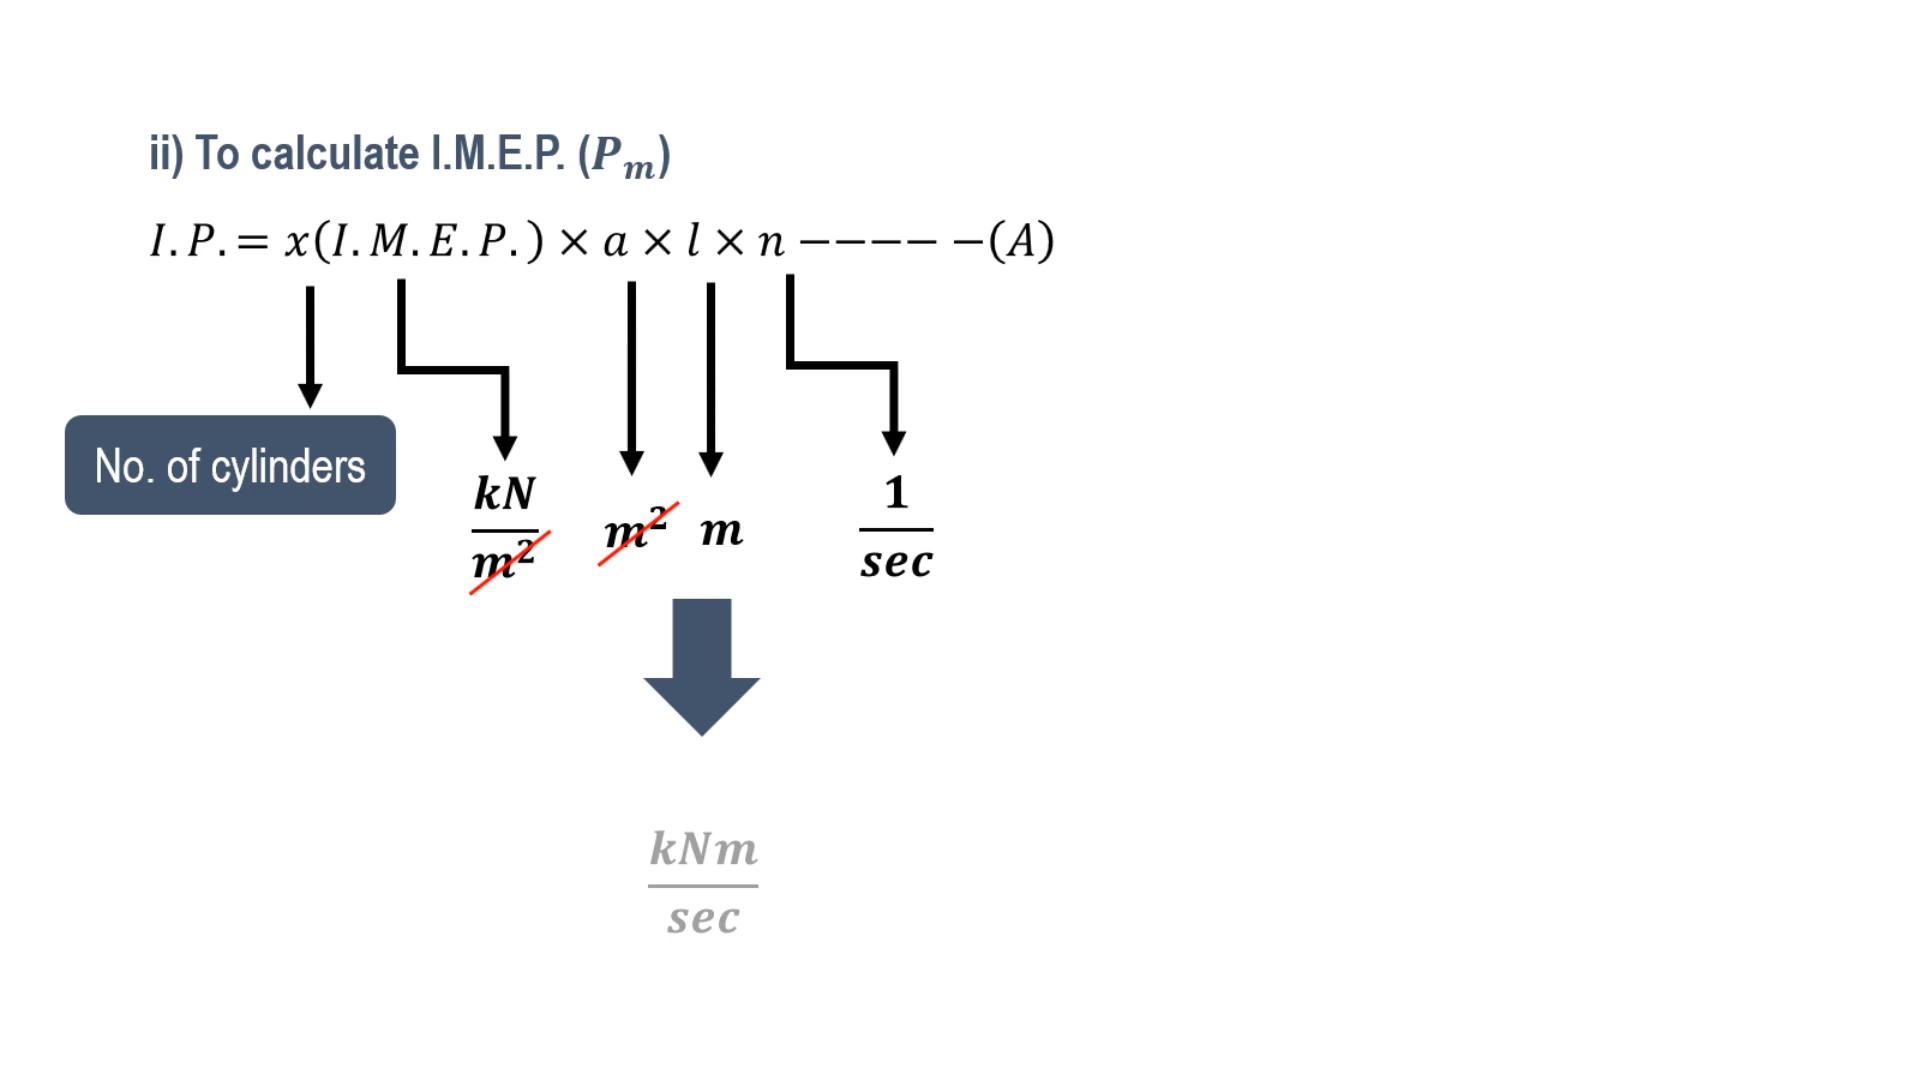 ii) To calculate I.M.E.P. (𝑷ₘ)
I.P. = x(I.M.E.P.) × a × l × n − − − − − (A)
No. of cylinders
kN/m² m² m 1/sec
kNm/sec